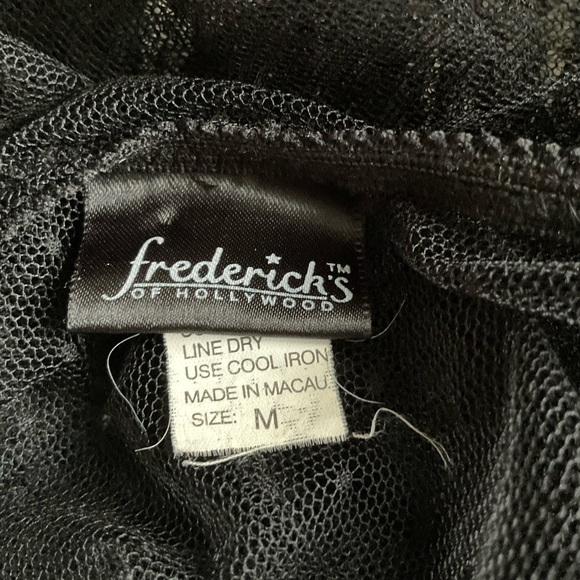 frederick's™
OF HOLLYWOOD
LINE DRY
USE COOL IRON
MADE IN MACAU
SIZE: M